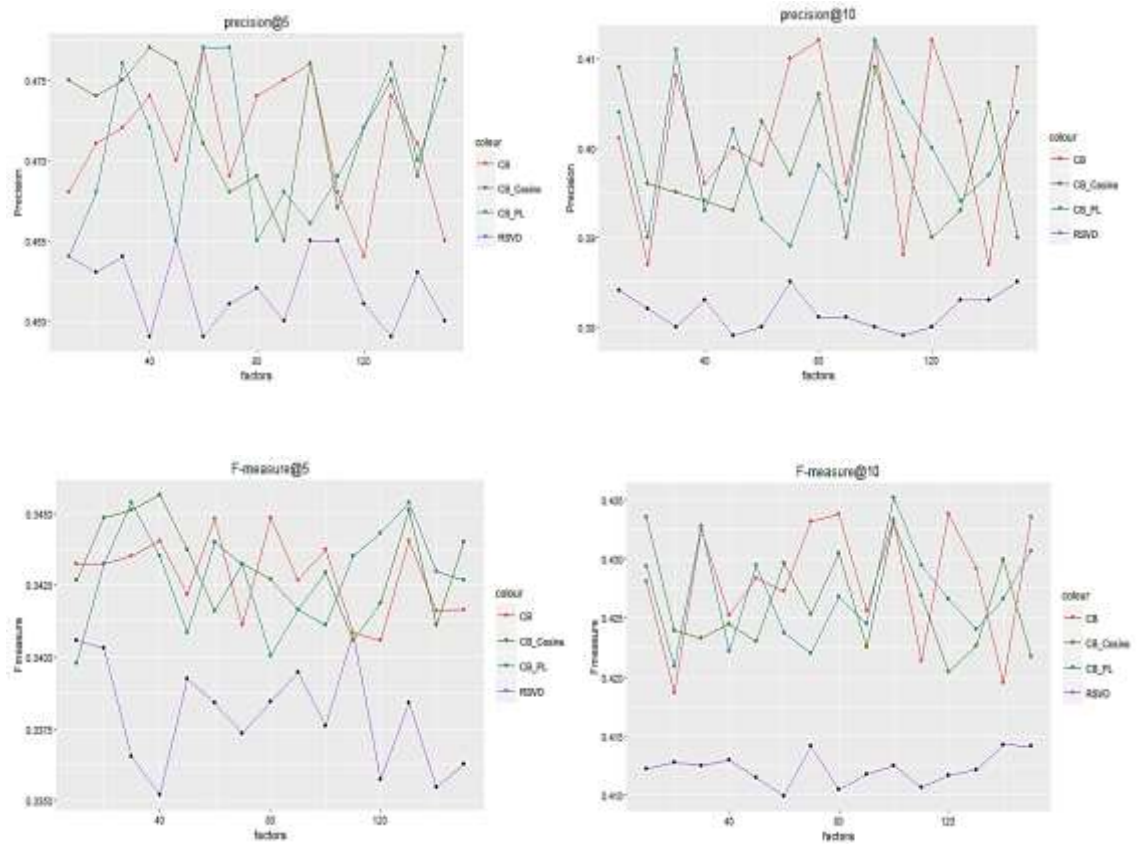 precision@5
Precision
0.475
0.470
0.465
0.460
40
80
120
factors
colour
CB
CB_Cosine
CB_PL
RSVD
precision@10
Precision
0.41
0.40
0.39
0.38
40
80
120
factors
colour
CB
CB_Cosine
CB_PL
RSVD
F-measure@5
F measure
0.3450
0.3425
0.3400
0.3375
0.3350
40
80
120
factors
colour
CB
CB_Cosine
CB_PL
RSVD
F-measure@10
F measure
0.435
0.430
0.425
0.420
0.415
0.410
40
80
120
factors
colour
CB
CB_Cosine
CB_PL
RSVD